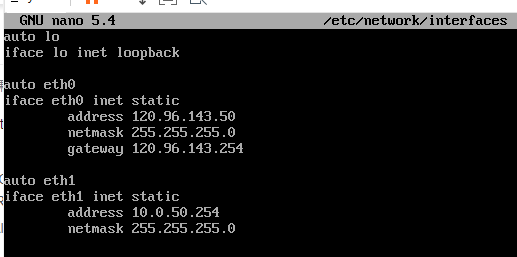 GNU nano 5.4 /etc/network/interfaces
auto lo
iface lo inet loopback
auto eth0
iface eth0 inet static
address 120.96.143.50
netmask 255.255.255.0
gateway 120.96.143.254
auto eth1
iface eth1 inet static
address 10.0.50.254
netmask 255.255.255.0